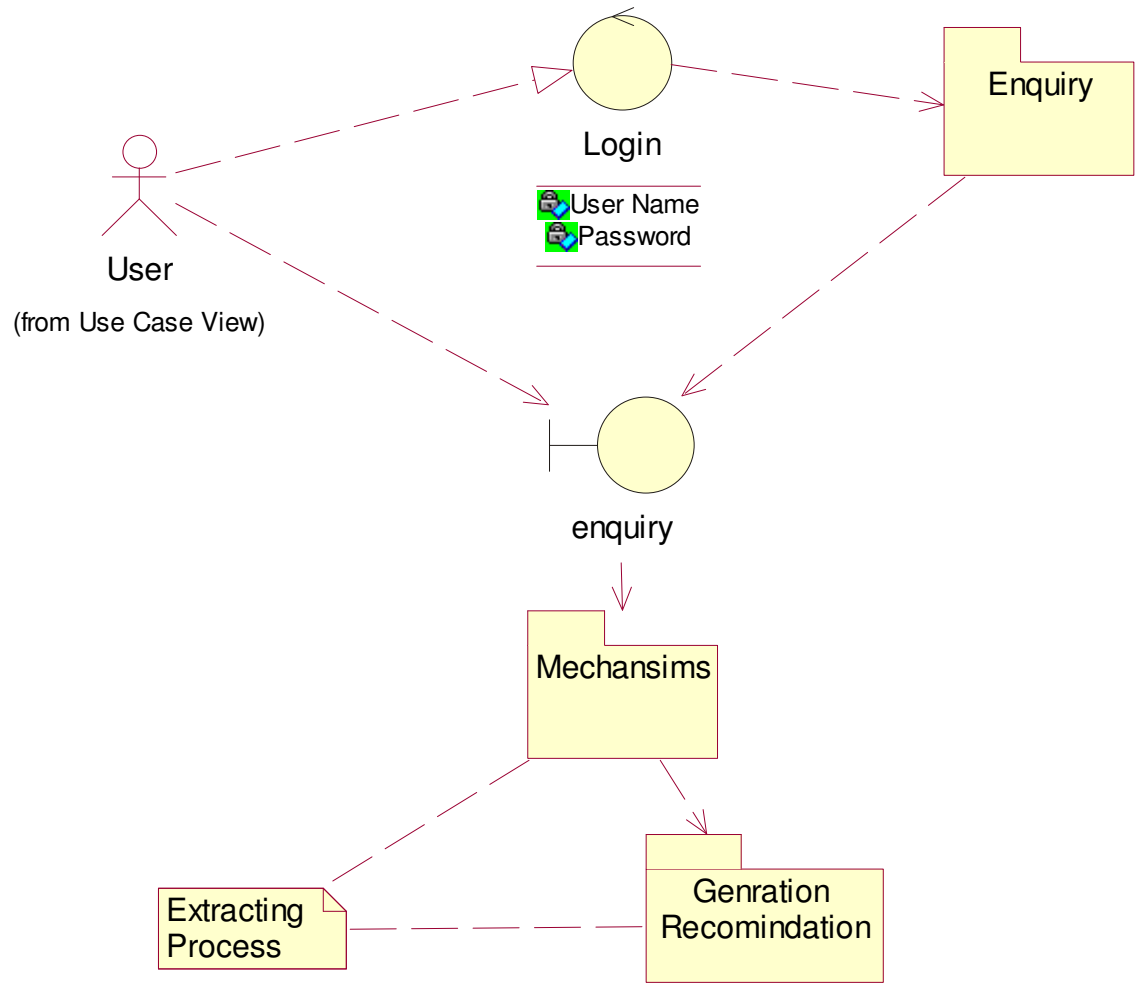 Enquiry
Login
User Name
Password
User
(from Use Case View)
enquiry
Mechansims
Genration
Recomindation
Extracting
Process